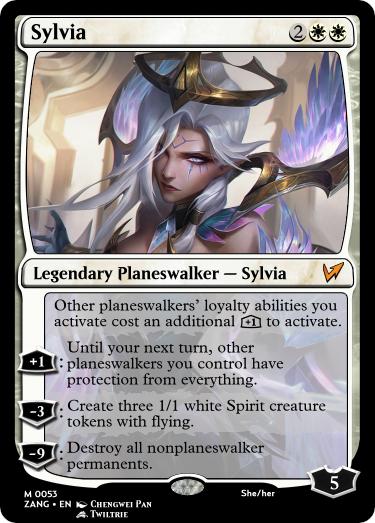 Sylvia 2
Legendary Planeswalker — Sylvia
Other planeswalkers' loyalty abilities you
activate cost an additional +1 to activate.
+1: Until your next turn, other
planeswalkers you control have
protection from everything.
-3: Create three 1/1 white Spirit creature
tokens with flying.
-9: Destroy all nonplaneswalker
permanents.
5
M 0053
ZANG • EN Chengwei Pan
Twiltrie
She/her